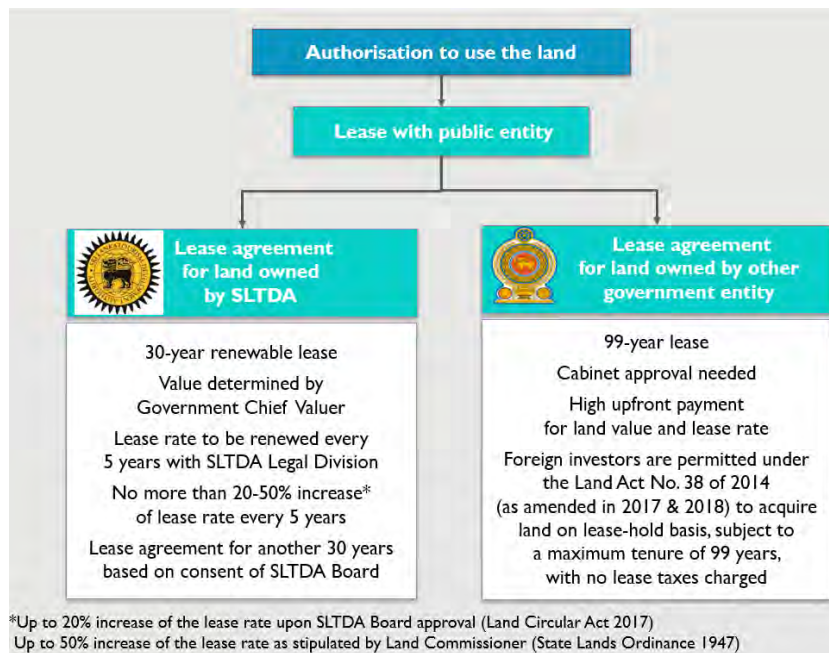 Authorisation to use the land
Lease with public entity
Lease agreement
for land owned
by SLTDA
30-year renewable lease
Value determined by
Government Chief Valuer
Lease rate to be renewed every
5 years with SLTDA Legal Division
No more than 20-50% increase*
of lease rate every 5 years
Lease agreement for another 30 years
based on consent of SLTDA Board
Lease agreement
for land owned by other
government entity
99-year lease
Cabinet approval needed
High upfront payment
for land value and lease rate
Foreign investors are permitted under
the Land Act No. 38 of 2014
(as amended in 2017 & 2018) to acquire
land on lease-hold basis, subject to
a maximum tenure of 99 years,
with no lease taxes charged
*Up to 20% increase of the lease rate upon SLTDA Board approval (Land Circular Act 2017)
Up to 50% increase of the lease rate as stipulated by Land Commissioner (State Lands Ordinance 1947)